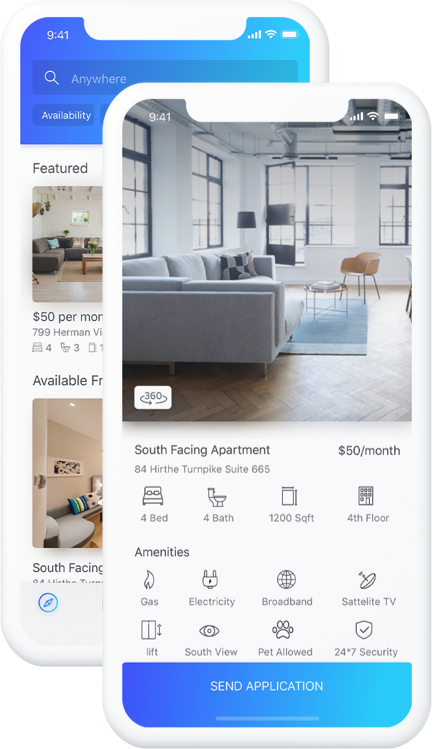 9:41
Anywhere
Availability
Featured
$50 per mon
799 Herman Vi
4 3 1
Available Fr
South Facing
84 Hirthe Turnp
9:41
360
South Facing Apartment $50/month
84 Hirthe Turnpike Suite 665
4 Bed 4 Bath 1200 Sqft 4th Floor
Amenities
Gas Electricity Broadband Sattelite TV
lift South View Pet Allowed 24*7 Security
SEND APPLICATION